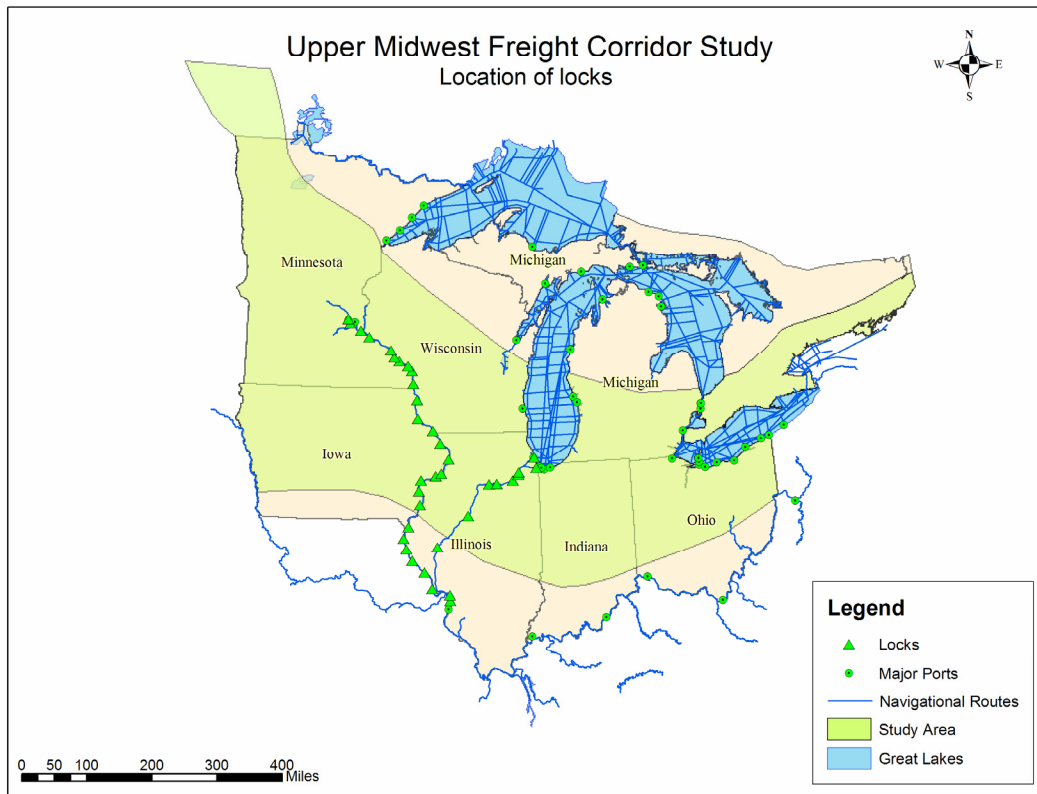 Upper Midwest Freight Corridor Study
Location of locks
N
W E
S
Minnesota
Michigan
Wisconsin
Michigan
Iowa
Ohio
Illinois
Indiana
Legend
Locks
Major Ports
Navigational Routes
Study Area
Great Lakes
0 50 100 200 300 400
Miles